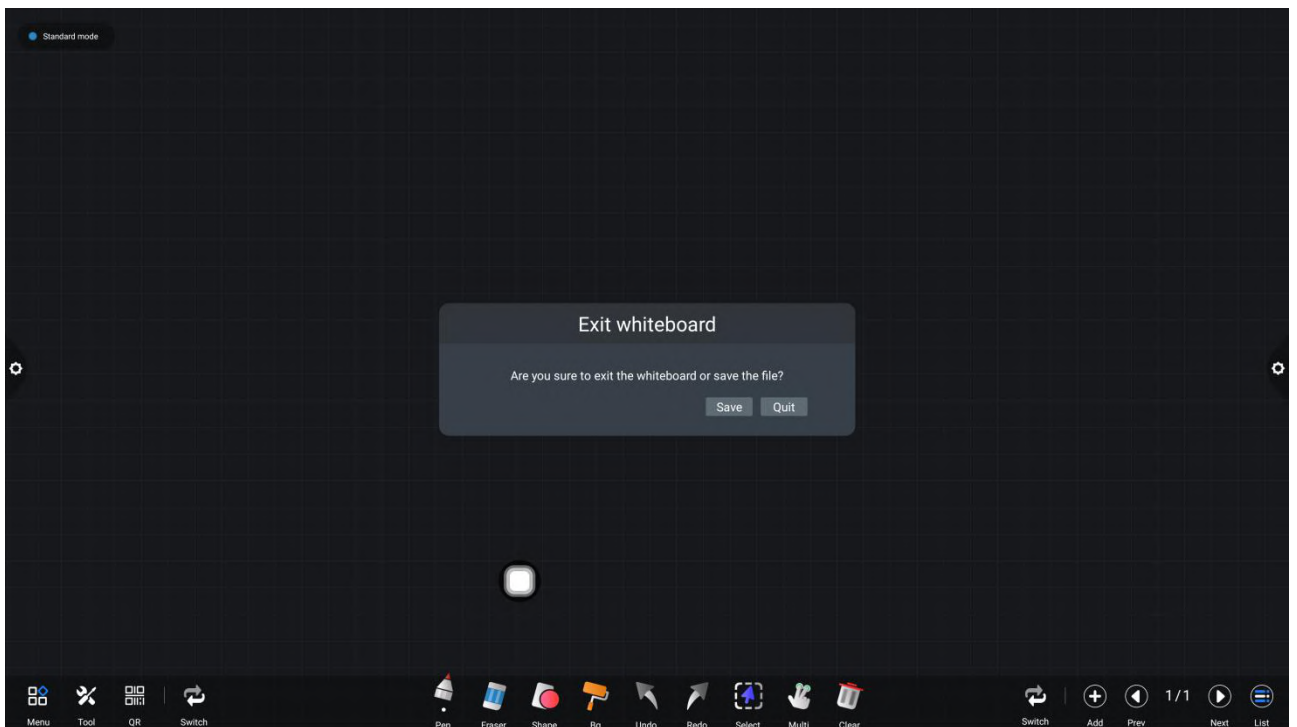 Standard mode
Exit whiteboard
Are you sure to exit the whiteboard or save the file?
Save Quit
1/1
Menu Tool QR Switch Pen Eraser Shape Bg Undo Redo Select Multi Clear Switch Add Prev Next List